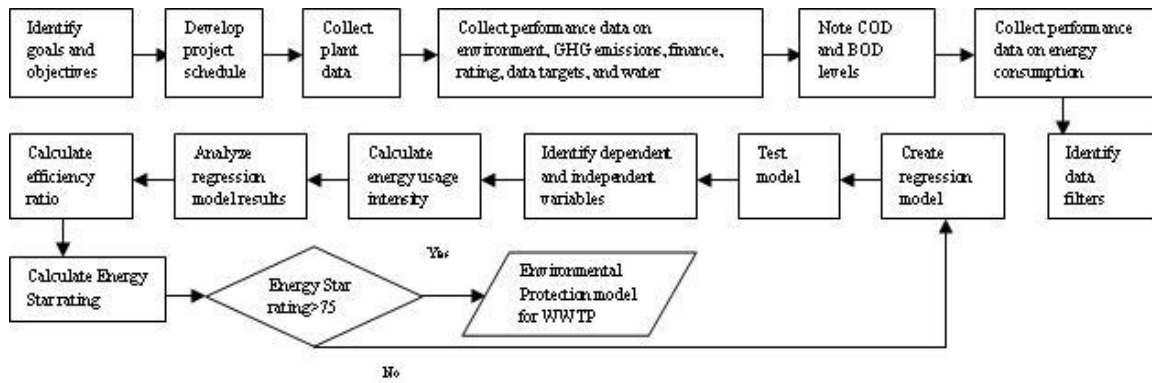 Identify
goals and
objectives
Develop
project
schedule
Collect
plant
data
Collect performance data on
environment, GHG emissions, finance,
rating, data targets, and water
Note COD
and BOD
levels
Collect performance
data on energy
consumption
Identify
data
filters
Create
regression
model
Test
model
Identify dependent
and independent
variables
Calculate
energy usage
intensity
Analyze
regression
model results
Calculate
efficiency
ratio
Calculate Energy
Star rating
Energy Star
rating>75
Yes
Environmental
Protection model
for WWTP
No